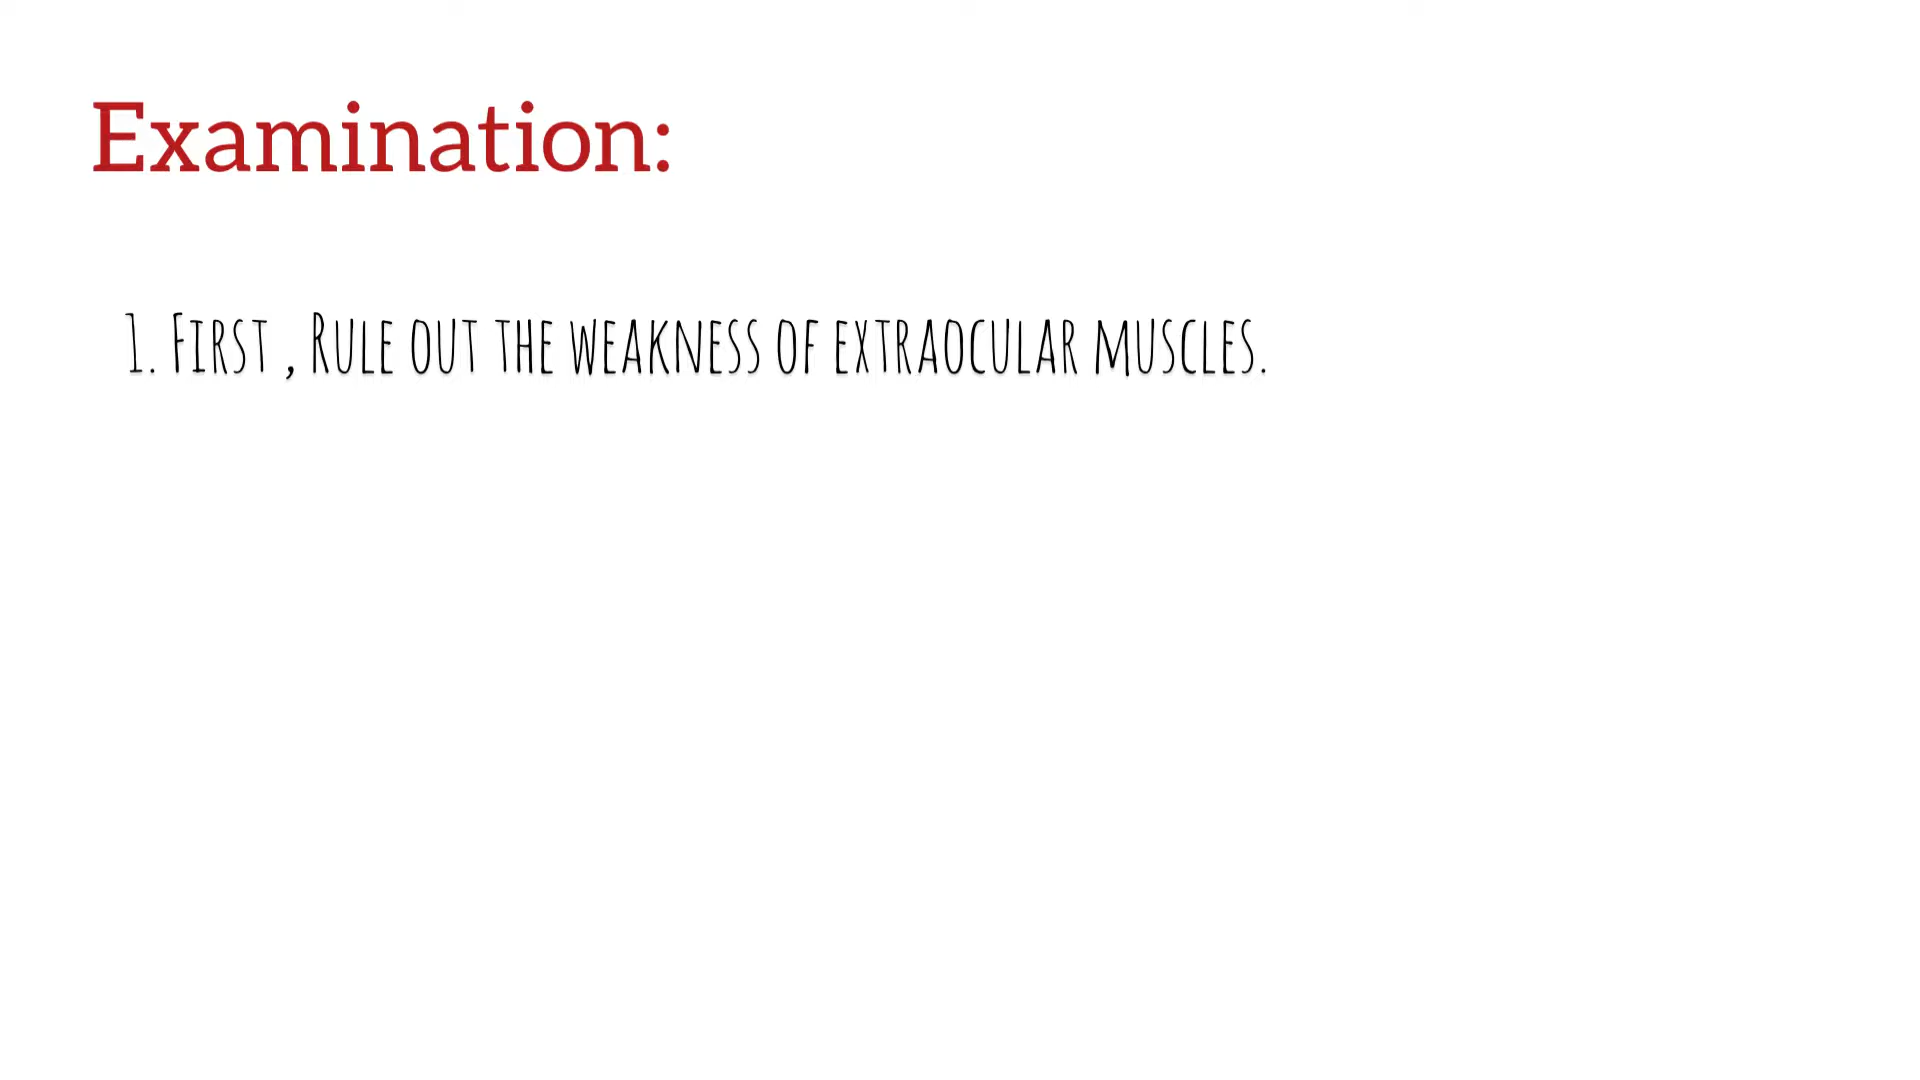 Examination:
1. First , Rule out the weakness of extraocular muscles.